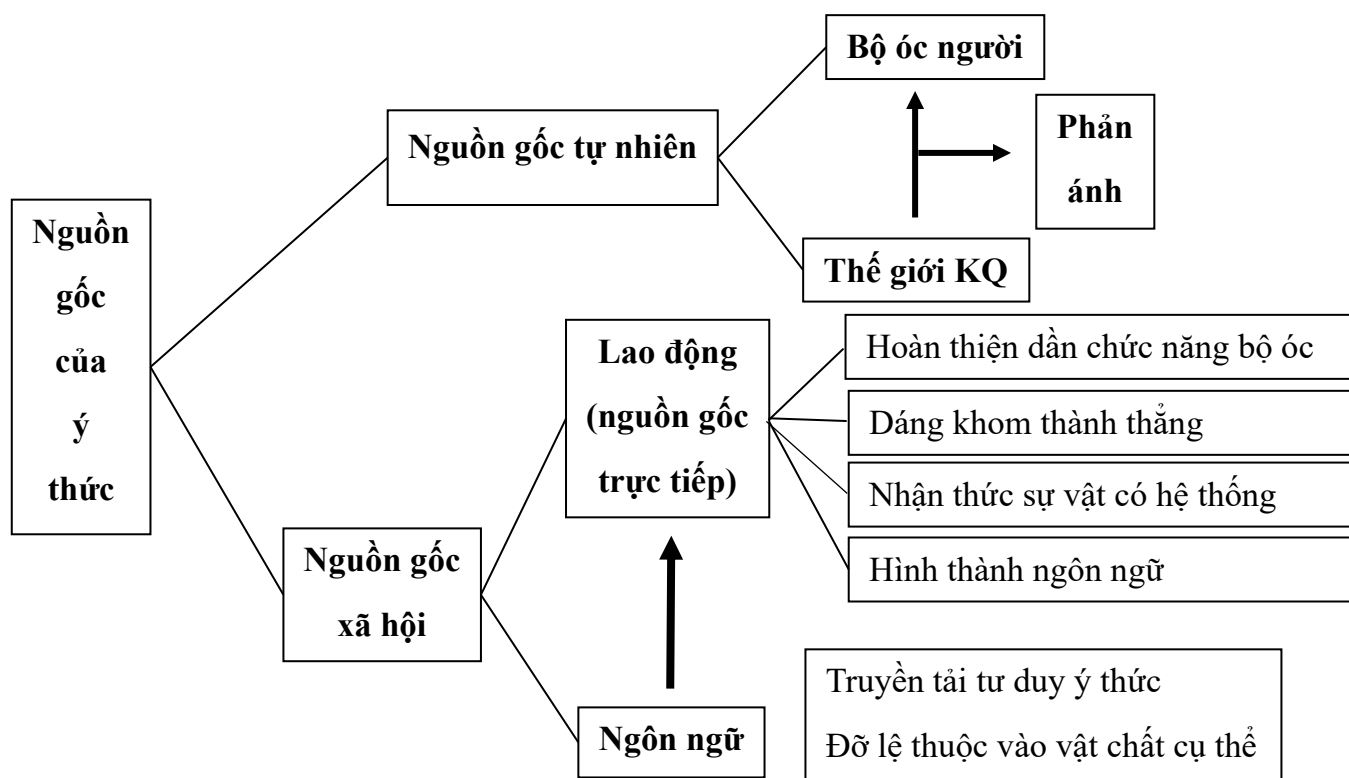 Nguồn
gốc
của
ý
thức
Nguồn gốc tự nhiên
Bộ óc người
Phản
ánh
Thế giới KQ
Nguồn gốc
xã hội
Lao động
(nguồn gốc
trực tiếp)
Hoàn thiện dần chức năng bộ óc
Dáng khom thành thẳng
Nhận thức sự vật có hệ thống
Hình thành ngôn ngữ
Ngôn ngữ
Truyền tải tư duy ý thức
Đỡ lệ thuộc vào vật chất cụ thể